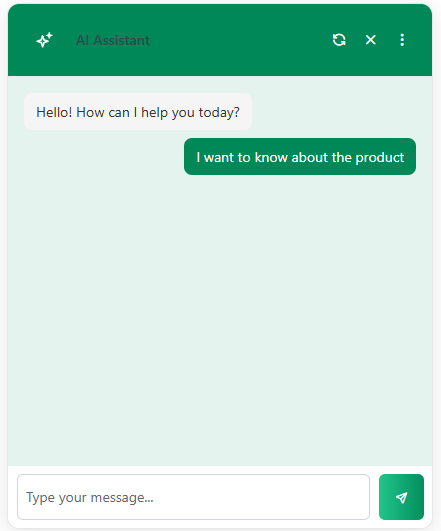 AI Assistant
Hello! How can I help you today?
I want to know about the product
Type your message...